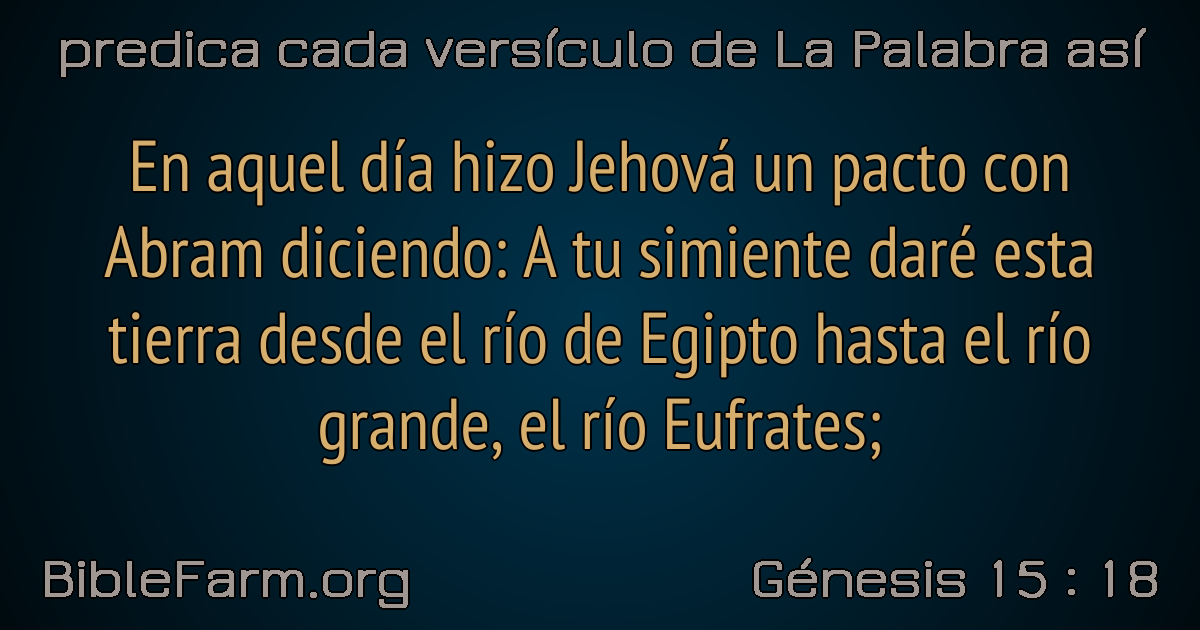 predica cada versículo de La Palabra así
En aquel día hizo Jehová un pacto con
Abram diciendo: A tu simiente daré esta
tierra desde el río de Egipto hasta el río
grande, el río Eufrates;
BibleFarm.org
Génesis 15 : 18